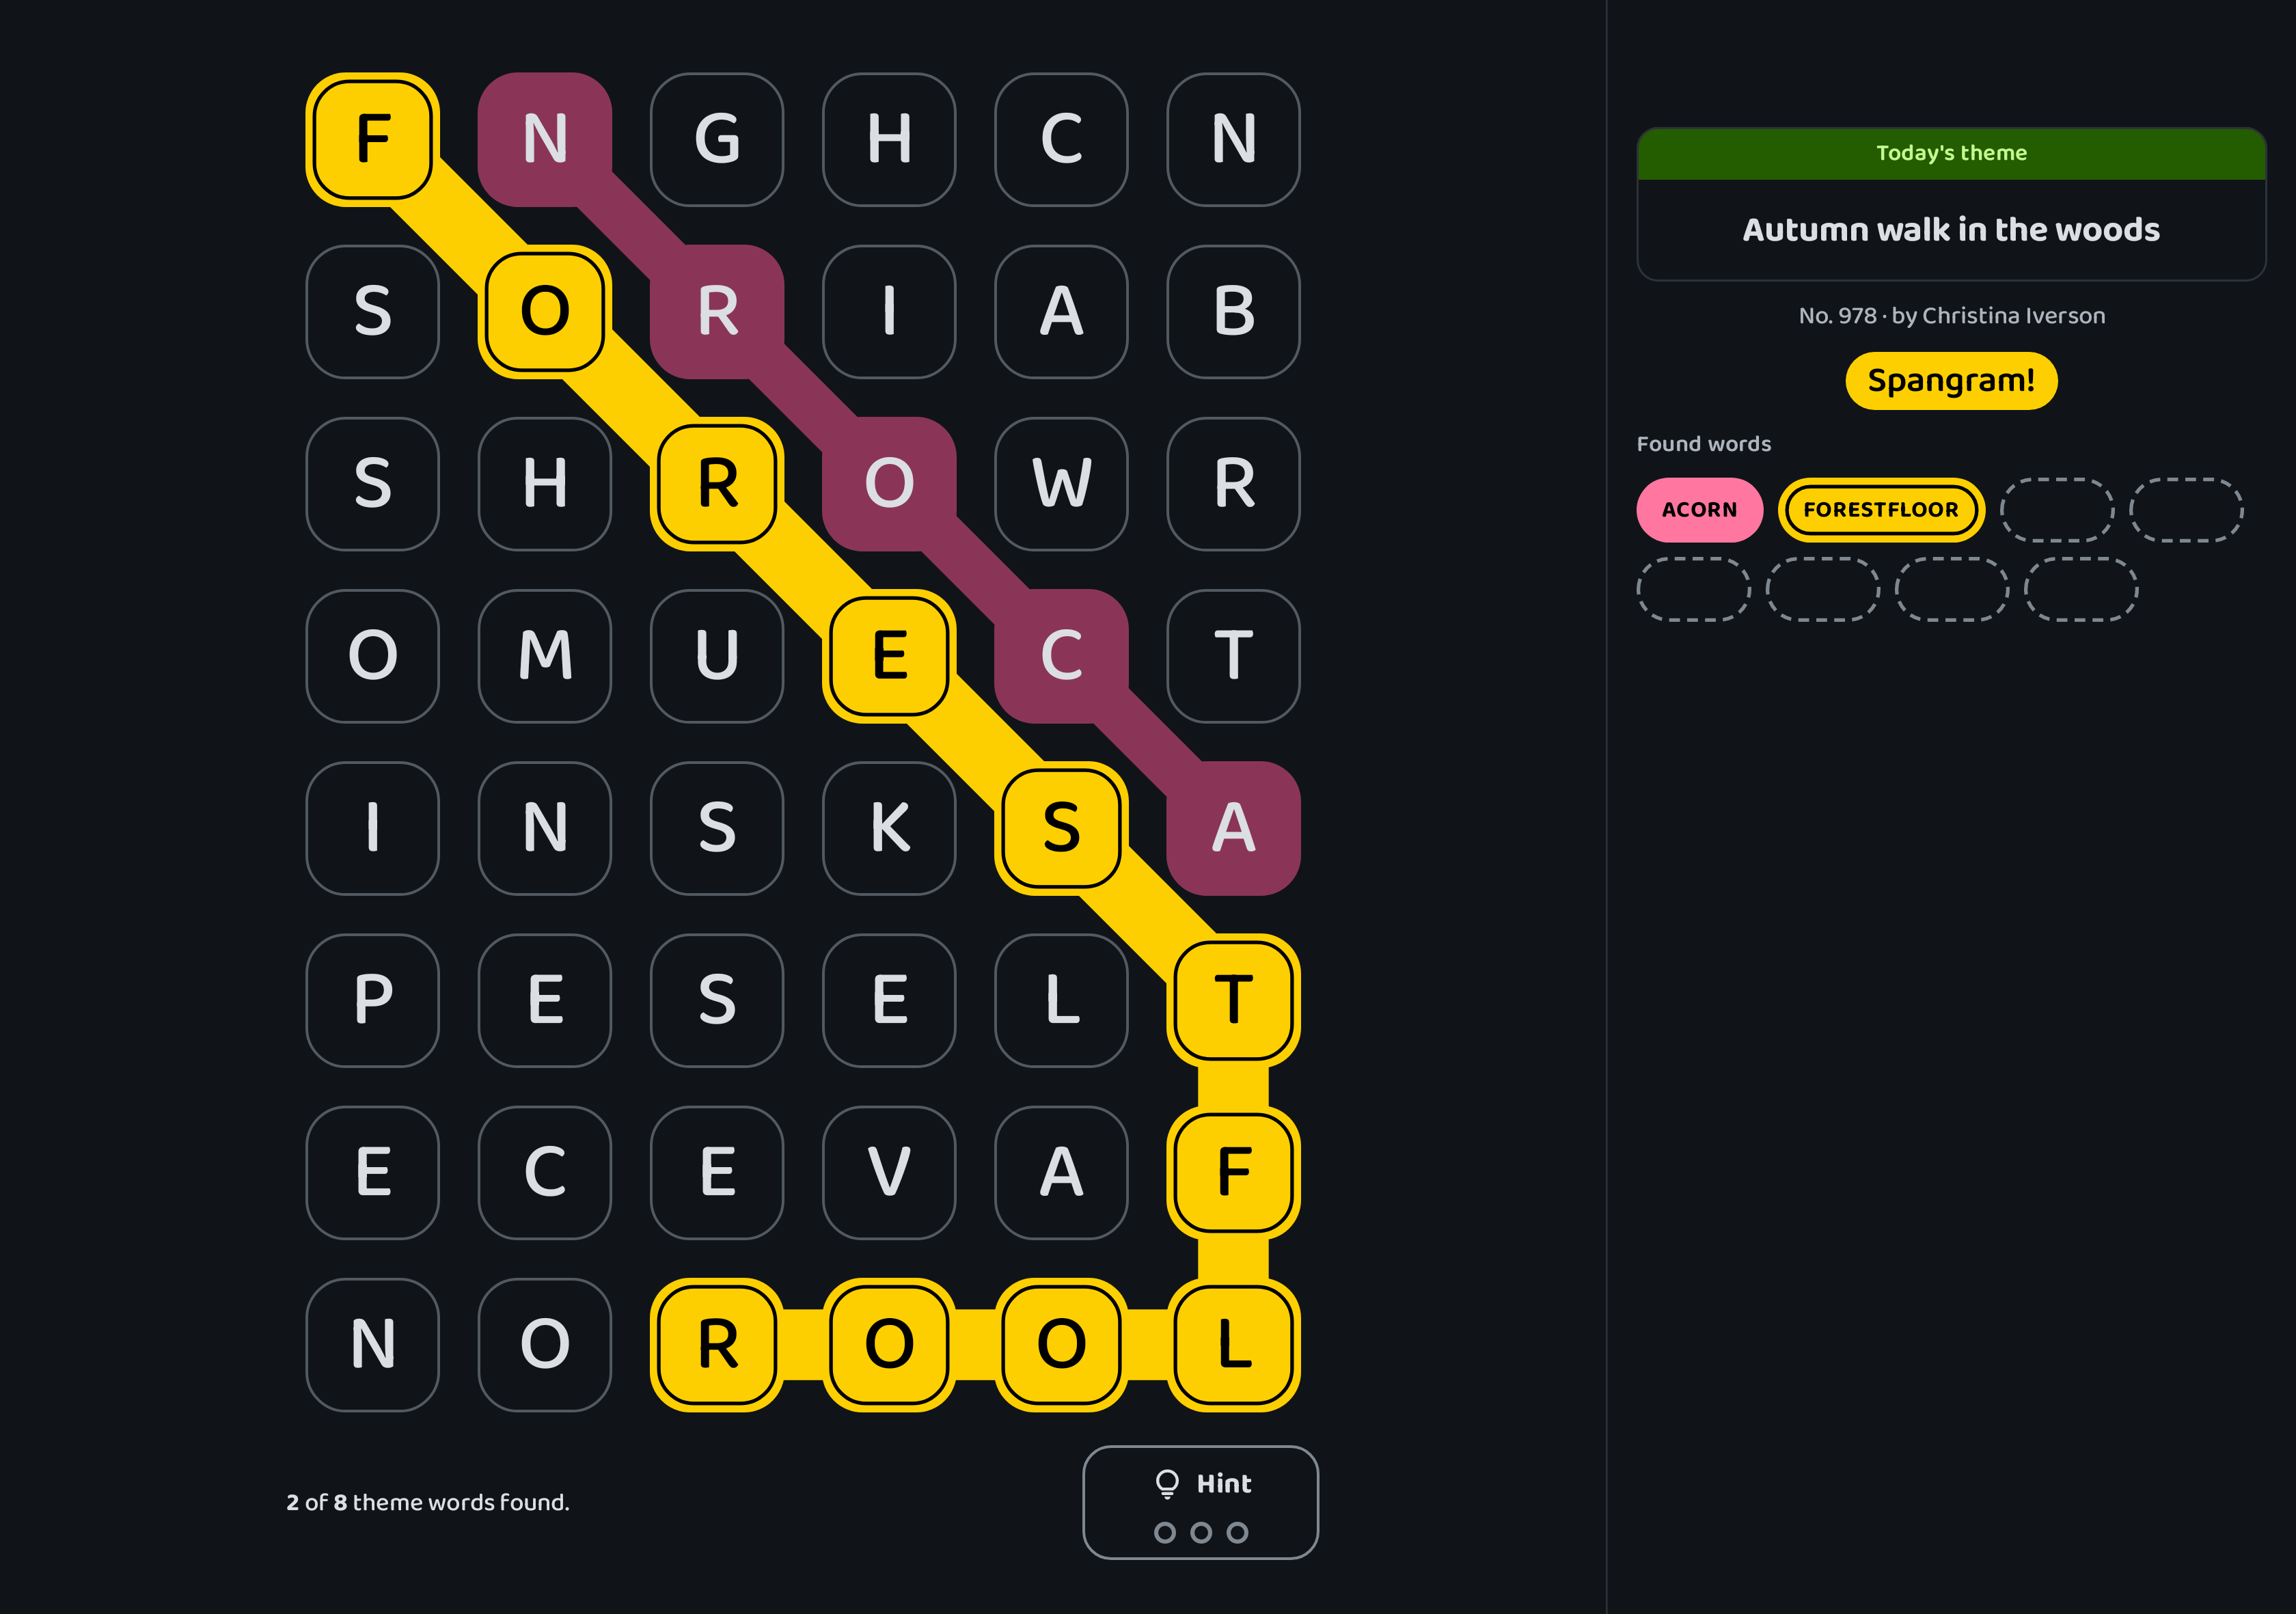 F N G H C N
S O R I A B
S H R O W R
O M U E C T
I N S K S A
P E S E L T
E C E V A F
N O R O O L
2 of 8 theme words found.
Hint
Today's theme
Autumn walk in the woods
No. 978 · by Christina Iverson
Spangram!
Found words
ACORN FORESTFLOOR